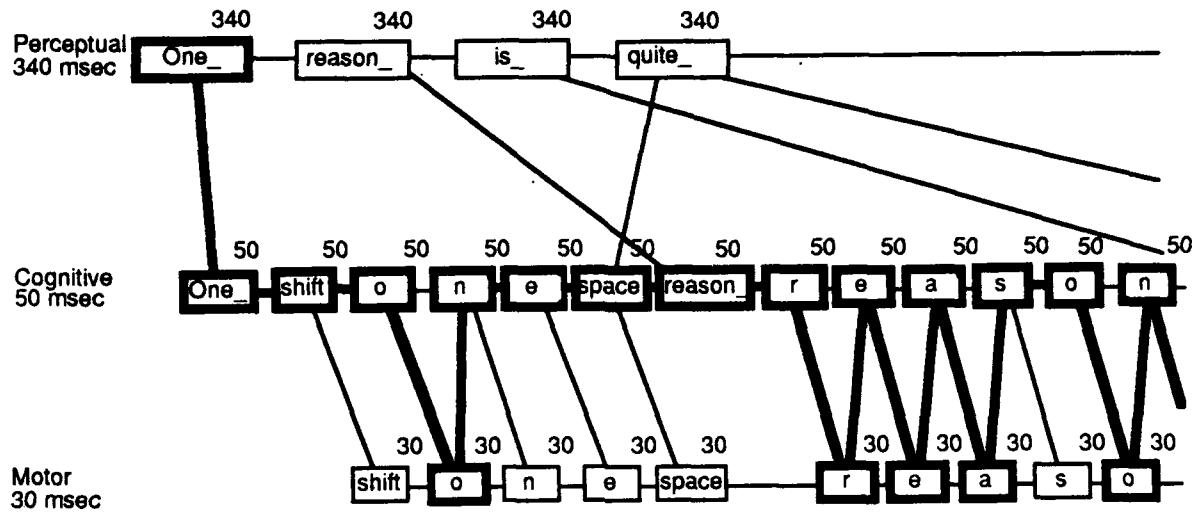 340 340 340 340
Perceptual
340 msec
One_ reason_ is_ quite_
50 50 50 50 50 50 50 50 50 50 50 50 50
Cognitive
50 msec
One_ shift o n e space reason_ r e a s o n
30 30 30 30 30 30 30 30 30 30
Motor
30 msec
shift o n e space r e a s o